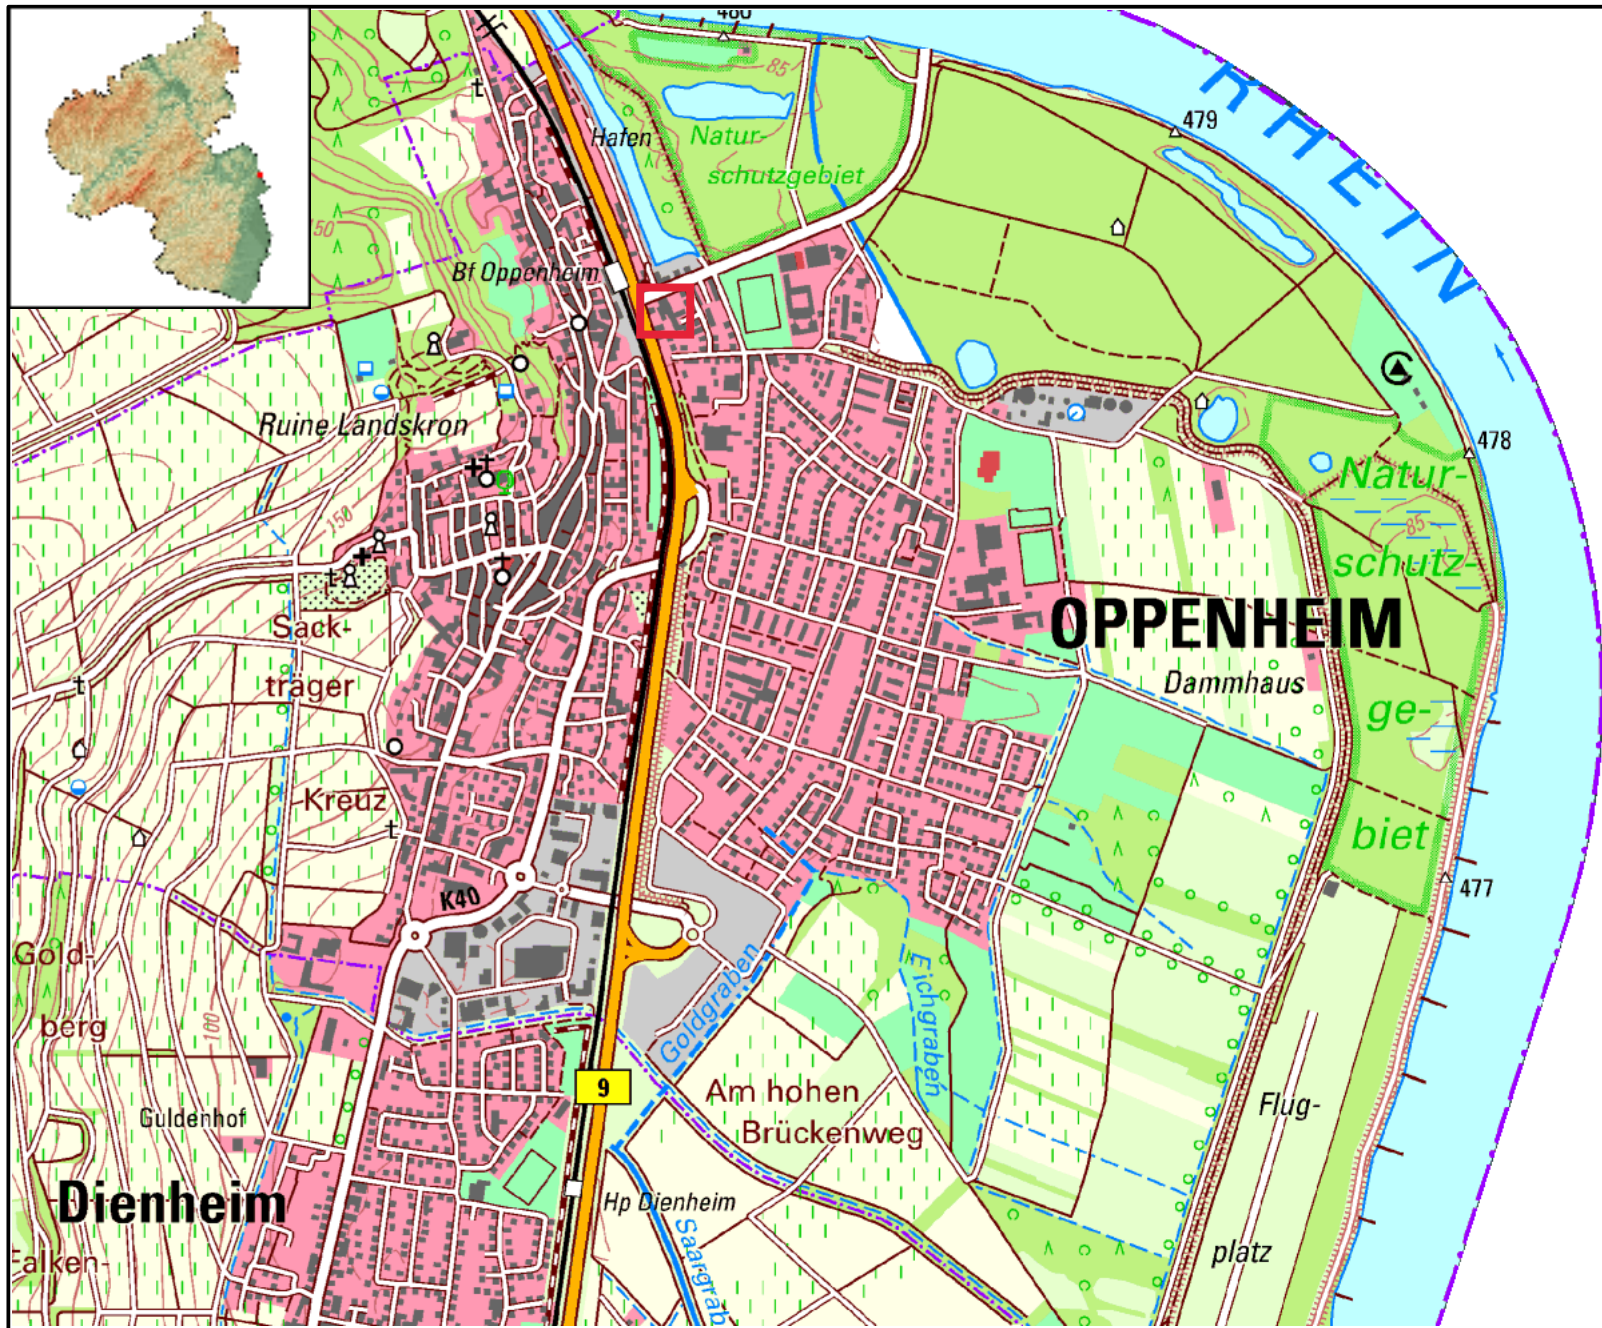 480
85
RHEIN
479
Hafen
Natur-
schutzgebiet
50
Bf Oppenheim
Ruine Landskron
478
Natur-
85
schutz-
150
OPPENHEIM
Sack-
träger
Dammhaus
ge-
Kreuz
biet
477
K40
Gold-
berg
100
Goldgraben
Eichgraben
9
Am hohen
Brückenweg
Guldenhof
Flug-
Dienheim
Hp Dienheim
Saargrab
platz
Falken-